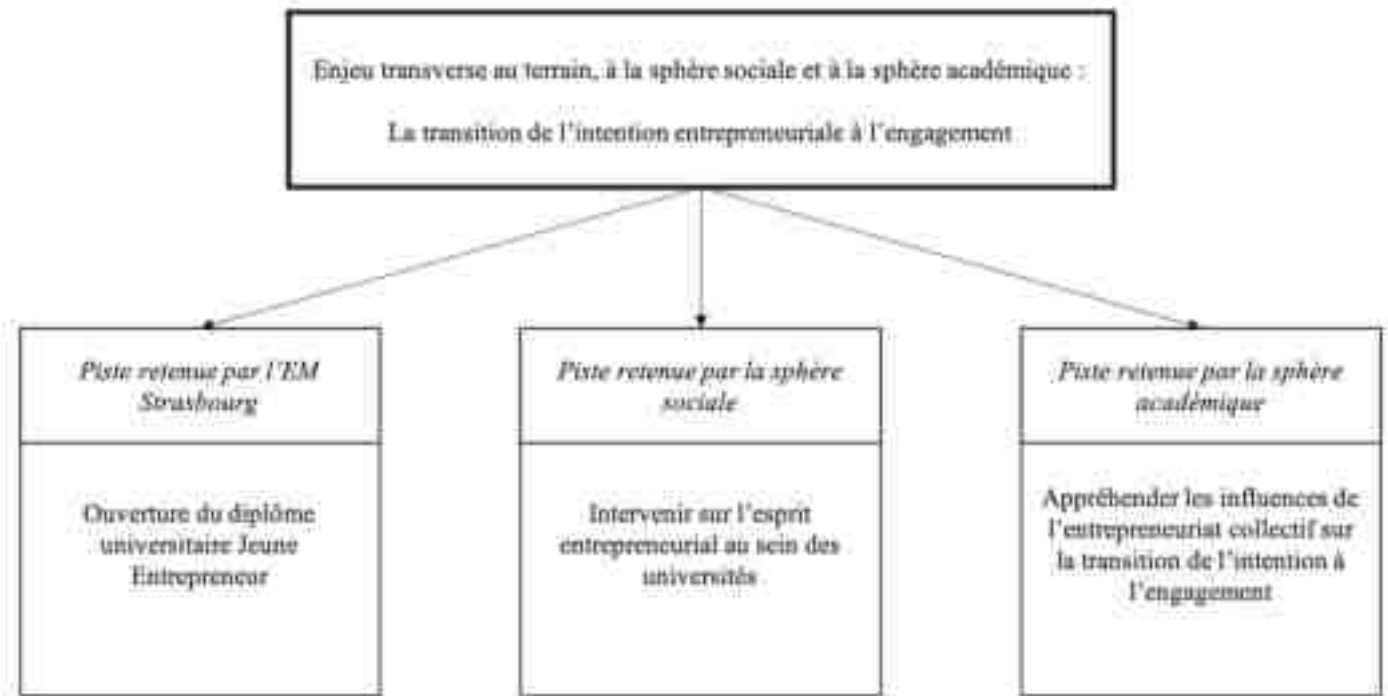 Enjeu transverse au terrain, à la sphère sociale et à la sphère académique :
La transition de l'intention entrepreneuriale à l'engagement
Piste retenue par l'EM
Strasbourg
Ouverture du diplôme
universitaire Jeune
Entrepreneur
Piste retenue par la sphère
sociale
Intervenir sur l'esprit
entrepreneurial au sein des
universités
Piste retenue par la sphère
académique
Appréhender les influences de
l'entrepreneuriat collectif sur
la transition de l'intention à
l'engagement